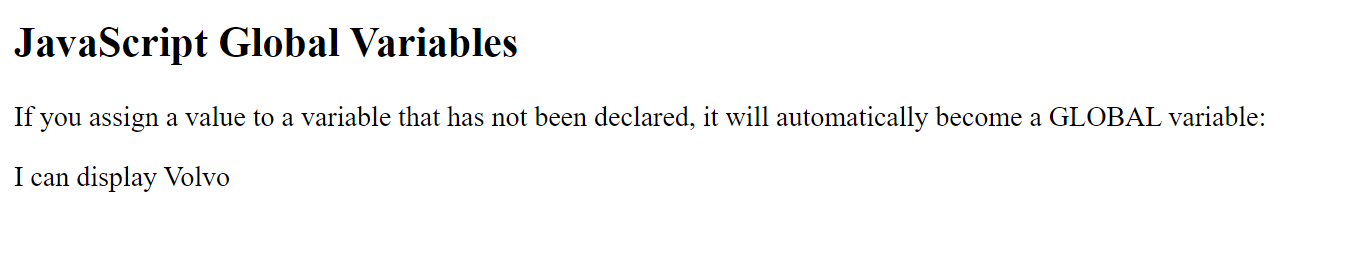 JavaScript Global Variables
If you assign a value to a variable that has not been declared, it will automatically become a GLOBAL variable:
I can display Volvo